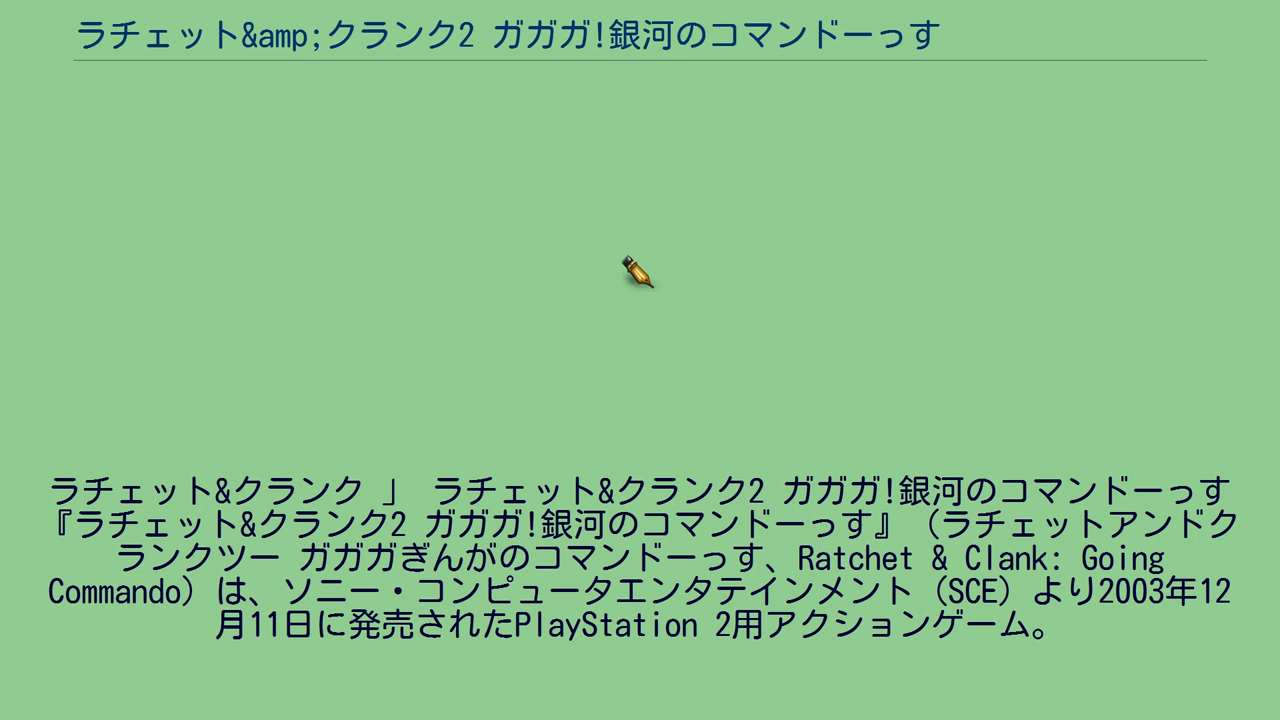 ラチェット&amp;クランク2 ガガガ!銀河のコマンドーっす
ラチェット&クランク 」 ラチェット&クランク2 ガガガ!銀河のコマンドーっす
『ラチェット&クランク2 ガガガ!銀河のコマンドーっす』（ラチェットアンドク
ランクツー ガガガぎんがのコマンドーっす、Ratchet & Clank: Going
Commando）は、ソニー・コンピュータエンタテインメント（SCE）より2003年12
月11日に発売されたPlayStation 2用アクションゲーム。